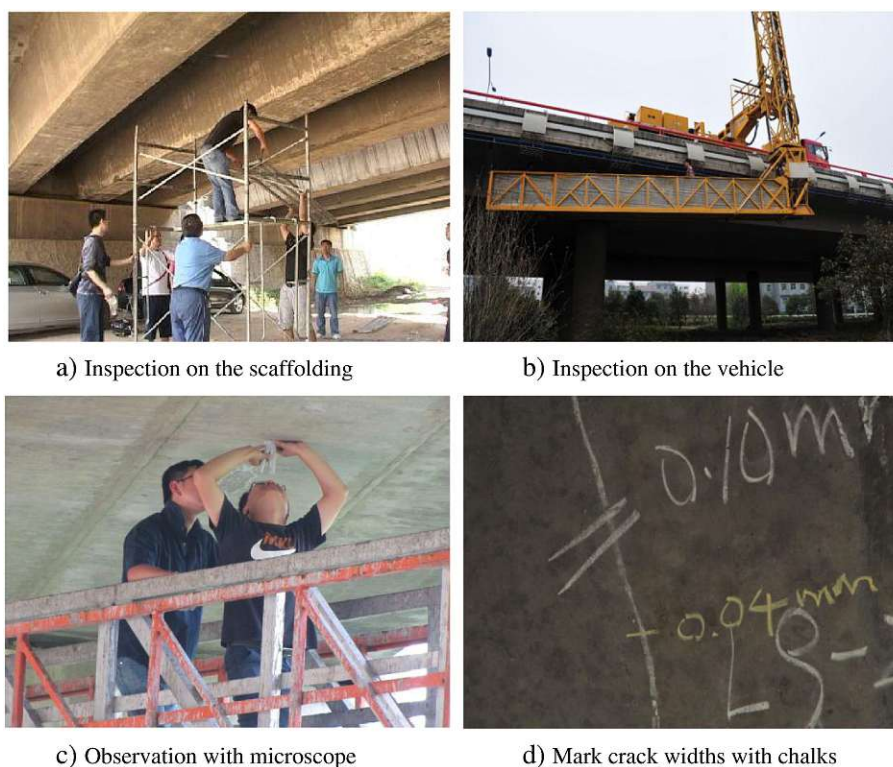 a) Inspection on the scaffolding
b) Inspection on the vehicle
0.10mm
0.04mm
LS-
c) Observation with microscope
d) Mark crack widths with chalks